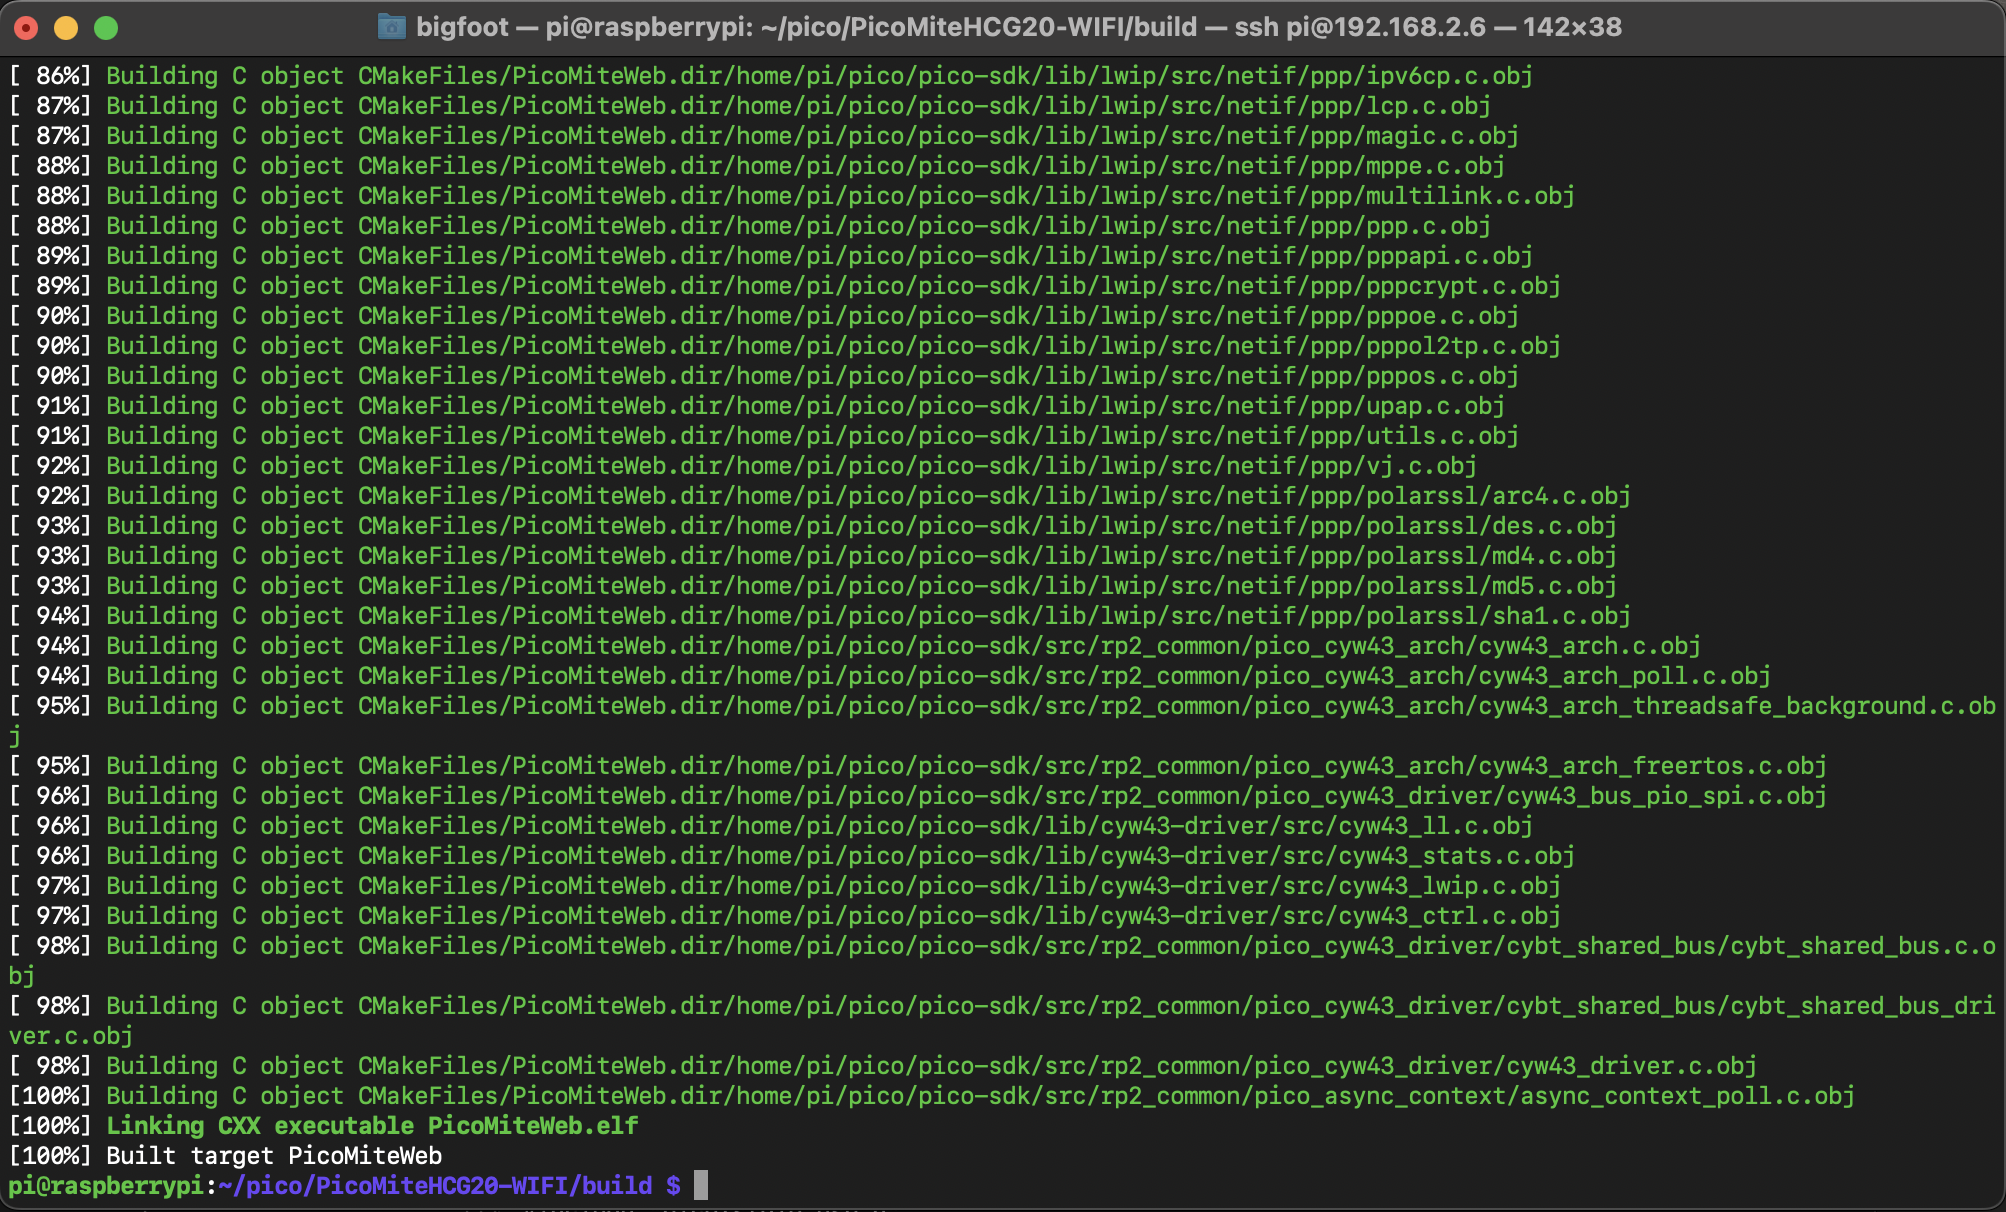 bigfoot — pi@raspberrypi: ~/pico/PicoMiteHCG20-WIFI/build — ssh pi@192.168.2.6 — 142×38
[ 86%] Building C object CMakeFiles/PicoMiteWeb.dir/home/pi/pico/pico-sdk/lib/lwip/src/netif/ppp/ipv6cp.c.obj
[ 87%] Building C object CMakeFiles/PicoMiteWeb.dir/home/pi/pico/pico-sdk/lib/lwip/src/netif/ppp/lcp.c.obj
[ 87%] Building C object CMakeFiles/PicoMiteWeb.dir/home/pi/pico/pico-sdk/lib/lwip/src/netif/ppp/magic.c.obj
[ 88%] Building C object CMakeFiles/PicoMiteWeb.dir/home/pi/pico/pico-sdk/lib/lwip/src/netif/ppp/mppe.c.obj
[ 88%] Building C object CMakeFiles/PicoMiteWeb.dir/home/pi/pico/pico-sdk/lib/lwip/src/netif/ppp/multilink.c.obj
[ 88%] Building C object CMakeFiles/PicoMiteWeb.dir/home/pi/pico/pico-sdk/lib/lwip/src/netif/ppp/ppp.c.obj
[ 89%] Building C object CMakeFiles/PicoMiteWeb.dir/home/pi/pico/pico-sdk/lib/lwip/src/netif/ppp/pppapi.c.obj
[ 89%] Building C object CMakeFiles/PicoMiteWeb.dir/home/pi/pico/pico-sdk/lib/lwip/src/netif/ppp/pppcrypt.c.obj
[ 90%] Building C object CMakeFiles/PicoMiteWeb.dir/home/pi/pico/pico-sdk/lib/lwip/src/netif/ppp/pppoe.c.obj
[ 90%] Building C object CMakeFiles/PicoMiteWeb.dir/home/pi/pico/pico-sdk/lib/lwip/src/netif/ppp/pppol2tp.c.obj
[ 90%] Building C object CMakeFiles/PicoMiteWeb.dir/home/pi/pico/pico-sdk/lib/lwip/src/netif/ppp/pppos.c.obj
[ 91%] Building C object CMakeFiles/PicoMiteWeb.dir/home/pi/pico/pico-sdk/lib/lwip/src/netif/ppp/upap.c.obj
[ 91%] Building C object CMakeFiles/PicoMiteWeb.dir/home/pi/pico/pico-sdk/lib/lwip/src/netif/ppp/utils.c.obj
[ 92%] Building C object CMakeFiles/PicoMiteWeb.dir/home/pi/pico/pico-sdk/lib/lwip/src/netif/ppp/vj.c.obj
[ 92%] Building C object CMakeFiles/PicoMiteWeb.dir/home/pi/pico/pico-sdk/lib/lwip/src/netif/ppp/polarssl/arc4.c.obj
[ 93%] Building C object CMakeFiles/PicoMiteWeb.dir/home/pi/pico/pico-sdk/lib/lwip/src/netif/ppp/polarssl/des.c.obj
[ 93%] Building C object CMakeFiles/PicoMiteWeb.dir/home/pi/pico/pico-sdk/lib/lwip/src/netif/ppp/polarssl/md4.c.obj
[ 93%] Building C object CMakeFiles/PicoMiteWeb.dir/home/pi/pico/pico-sdk/lib/lwip/src/netif/ppp/polarssl/md5.c.obj
[ 94%] Building C object CMakeFiles/PicoMiteWeb.dir/home/pi/pico/pico-sdk/lib/lwip/src/netif/ppp/polarssl/sha1.c.obj
[ 94%] Building C object CMakeFiles/PicoMiteWeb.dir/home/pi/pico/pico-sdk/src/rp2_common/pico_cyw43_arch/cyw43_arch.c.obj
[ 94%] Building C object CMakeFiles/PicoMiteWeb.dir/home/pi/pico/pico-sdk/src/rp2_common/pico_cyw43_arch/cyw43_arch_poll.c.obj
[ 95%] Building C object CMakeFiles/PicoMiteWeb.dir/home/pi/pico/pico-sdk/src/rp2_common/pico_cyw43_arch/cyw43_arch_threadsafe_background.c.ob
j
[ 95%] Building C object CMakeFiles/PicoMiteWeb.dir/home/pi/pico/pico-sdk/src/rp2_common/pico_cyw43_arch/cyw43_arch_freertos.c.obj
[ 96%] Building C object CMakeFiles/PicoMiteWeb.dir/home/pi/pico/pico-sdk/src/rp2_common/pico_cyw43_driver/cyw43_bus_pio_spi.c.obj
[ 96%] Building C object CMakeFiles/PicoMiteWeb.dir/home/pi/pico/pico-sdk/lib/cyw43-driver/src/cyw43_ll.c.obj
[ 96%] Building C object CMakeFiles/PicoMiteWeb.dir/home/pi/pico/pico-sdk/lib/cyw43-driver/src/cyw43_stats.c.obj
[ 97%] Building C object CMakeFiles/PicoMiteWeb.dir/home/pi/pico/pico-sdk/lib/cyw43-driver/src/cyw43_lwip.c.obj
[ 97%] Building C object CMakeFiles/PicoMiteWeb.dir/home/pi/pico/pico-sdk/lib/cyw43-driver/src/cyw43_ctrl.c.obj
[ 98%] Building C object CMakeFiles/PicoMiteWeb.dir/home/pi/pico/pico-sdk/src/rp2_common/pico_cyw43_driver/cybt_shared_bus/cybt_shared_bus.c.o
bj
[ 98%] Building C object CMakeFiles/PicoMiteWeb.dir/home/pi/pico/pico-sdk/src/rp2_common/pico_cyw43_driver/cybt_shared_bus/cybt_shared_bus_dri
ver.c.obj
[ 98%] Building C object CMakeFiles/PicoMiteWeb.dir/home/pi/pico/pico-sdk/src/rp2_common/pico_cyw43_driver/cyw43_driver.c.obj
[100%] Building C object CMakeFiles/PicoMiteWeb.dir/home/pi/pico/pico-sdk/src/rp2_common/pico_async_context/async_context_poll.c.obj
[100%] Linking CXX executable PicoMiteWeb.elf
[100%] Built target PicoMiteWeb
pi@raspberrypi:~/pico/PicoMiteHCG20-WIFI/build $